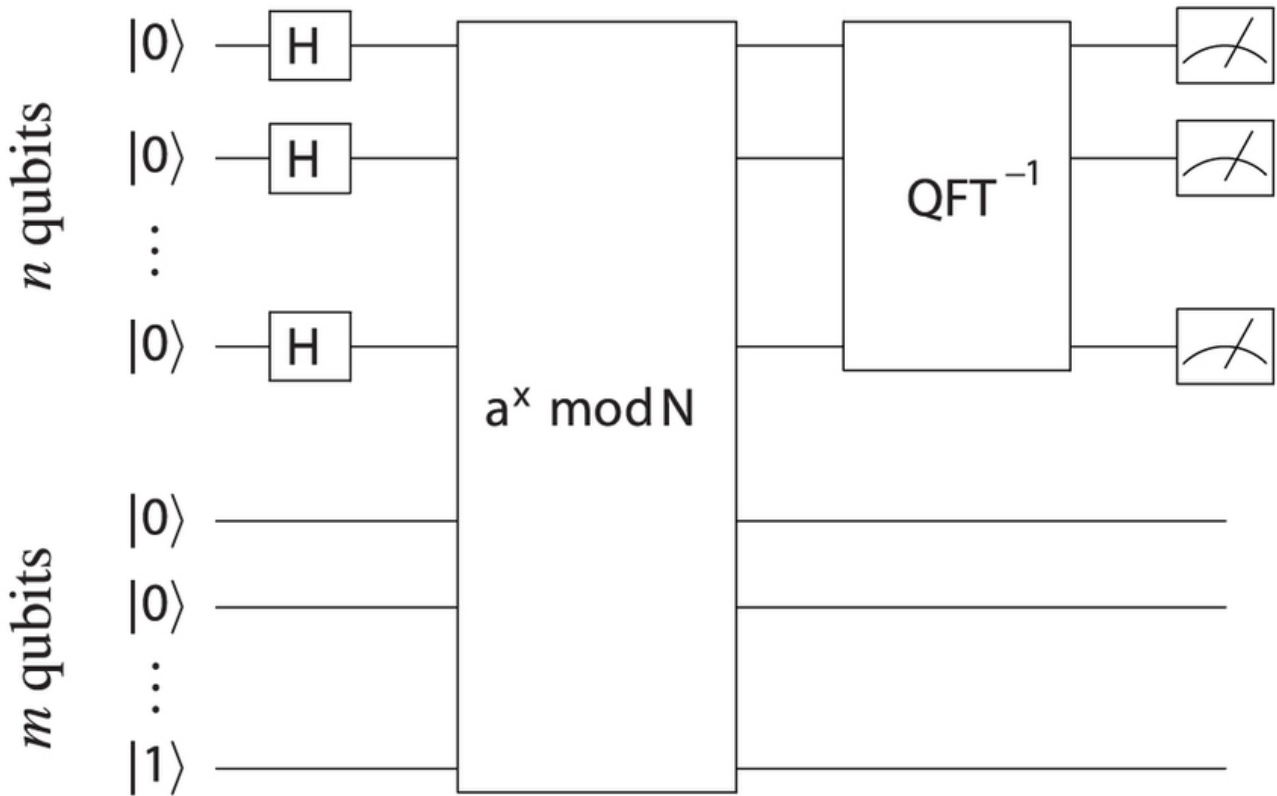 n qubits
|0⟩ H
|0⟩ H
⋮
|0⟩ H
aˣ mod N
QFT⁻¹
m qubits
|0⟩
|0⟩
⋮
|1⟩